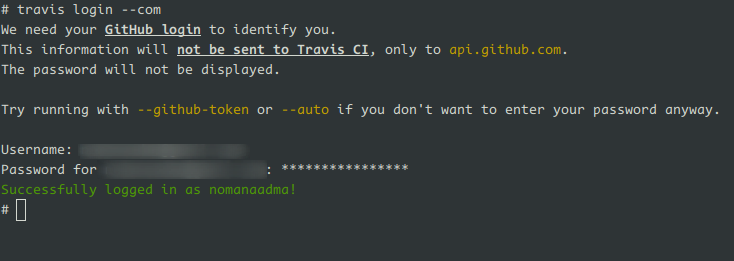 # travis login --com
We need your GitHub login to identify you.
This information will not be sent to Travis CI, only to api.github.com.
The password will not be displayed.
Try running with --github-token or --auto if you don't want to enter your password anyway.
Username:
Password for : ****************
Successfully logged in as nomanaadma!
#